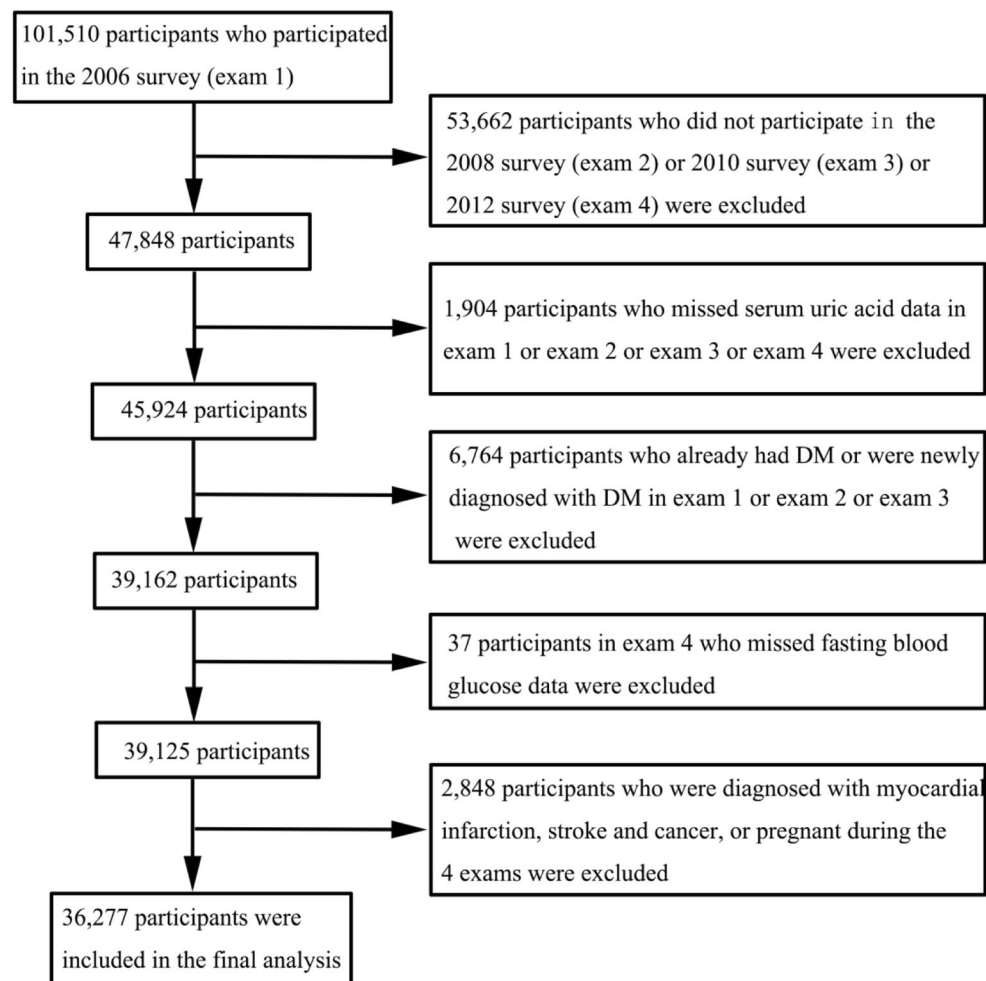 101,510 participants who participated
in the 2006 survey (exam 1)
53,662 participants who did not participate in the
2008 survey (exam 2) or 2010 survey (exam 3) or
2012 survey (exam 4) were excluded
47,848 participants
1,904 participants who missed serum uric acid data in
exam 1 or exam 2 or exam 3 or exam 4 were excluded
45,924 participants
6,764 participants who already had DM or were newly
diagnosed with DM in exam 1 or exam 2 or exam 3
were excluded
39,162 participants
37 participants in exam 4 who missed fasting blood
glucose data were excluded
39,125 participants
2,848 participants who were diagnosed with myocardial
infarction, stroke and cancer, or pregnant during the
4 exams were excluded
36,277 participants were
included in the final analysis